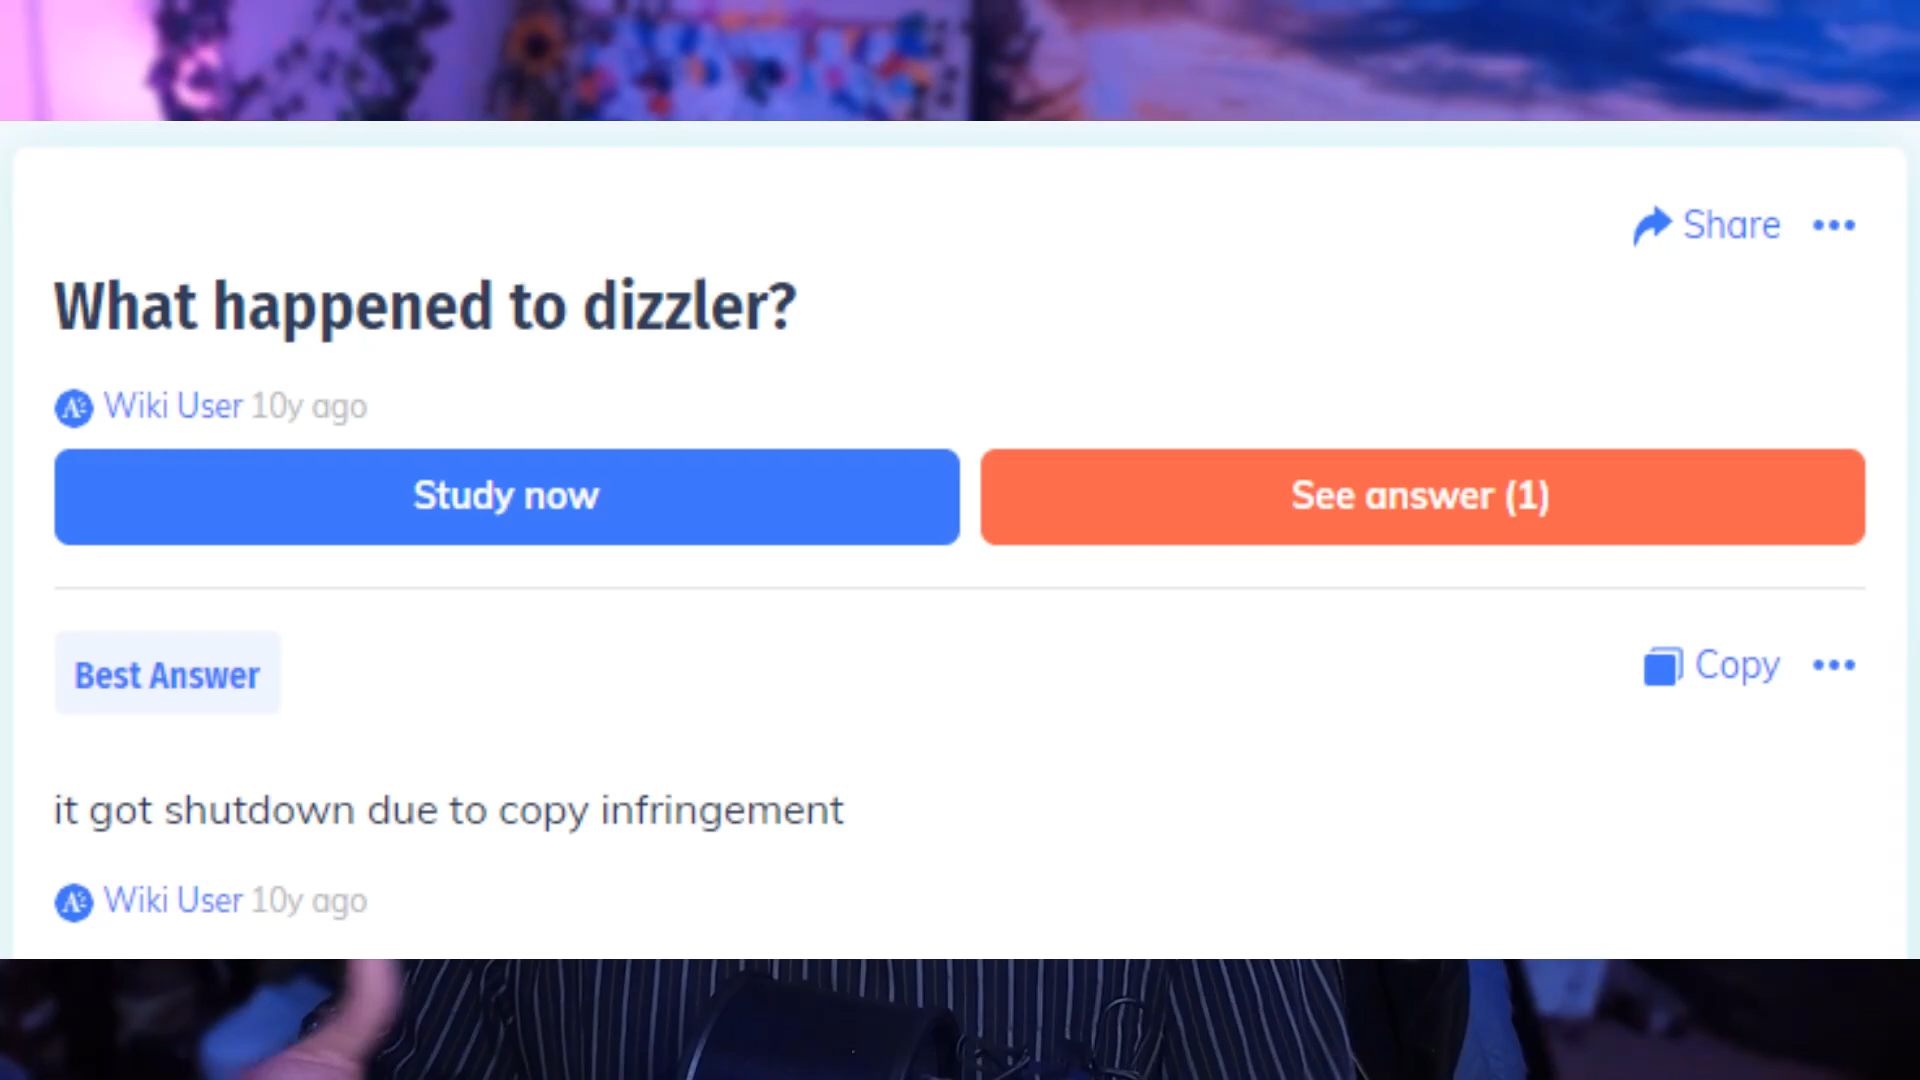 Share
What happened to dizzler?
Wiki User 10y ago
Study now
See answer (1)
Best Answer
Copy
it got shutdown due to copy infringement
Wiki User 10y ago